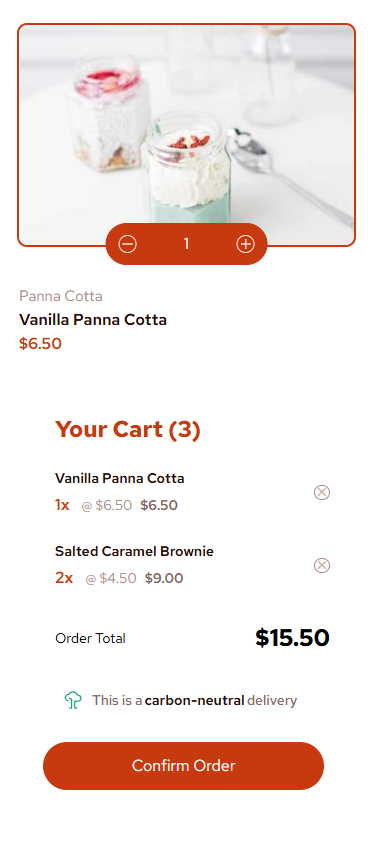 1
Panna Cotta
Vanilla Panna Cotta
$6.50
Your Cart (3)
Vanilla Panna Cotta
1x @ $6.50 $6.50
Salted Caramel Brownie
2x @ $4.50 $9.00
Order Total $15.50
This is a carbon-neutral delivery
Confirm Order